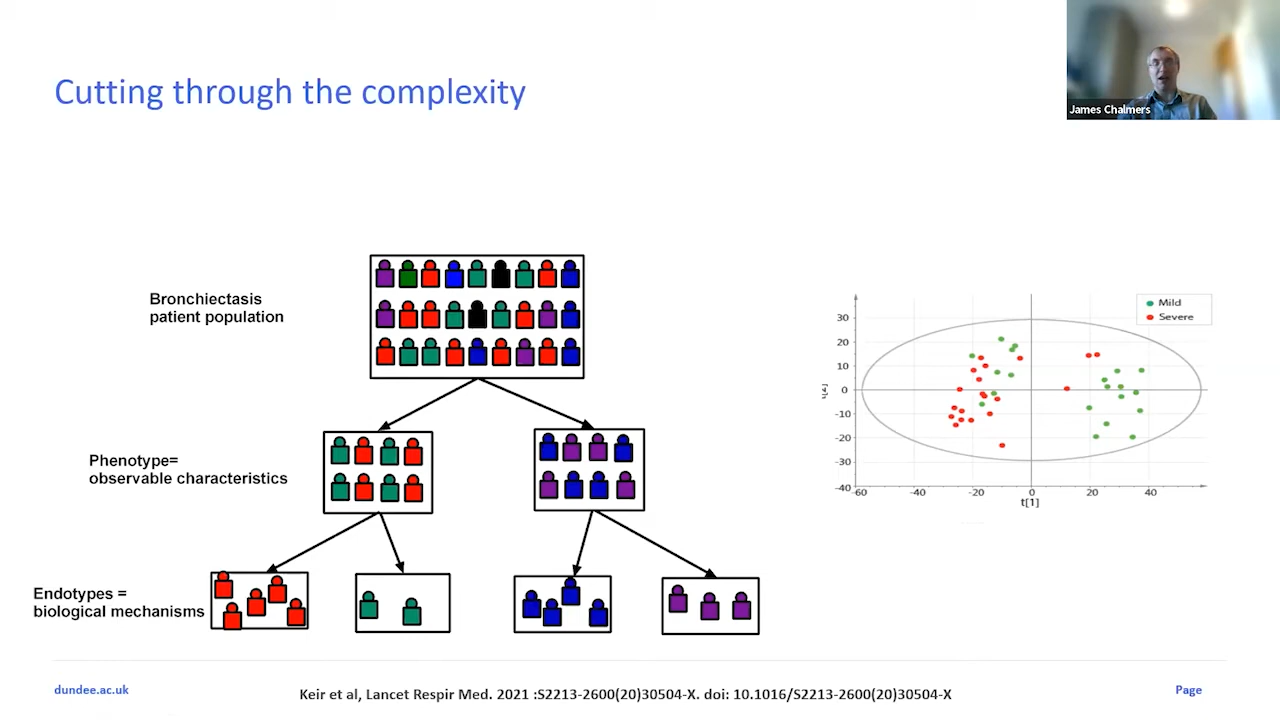 James Chalmers
Cutting through the complexity
Bronchiectasis
patient population
Phenotype=
observable characteristics
Endotypes =
biological mechanisms
Mild
Severe
30
20
10
0
-10
-20
-30
-40
-60
-40
-20
0
20
40
t[1]
t[2]
dundee.ac.uk
Keir et al, Lancet Respir Med. 2021 :S2213-2600(20)30504-X. doi: 10.1016/S2213-2600(20)30504-X
Page